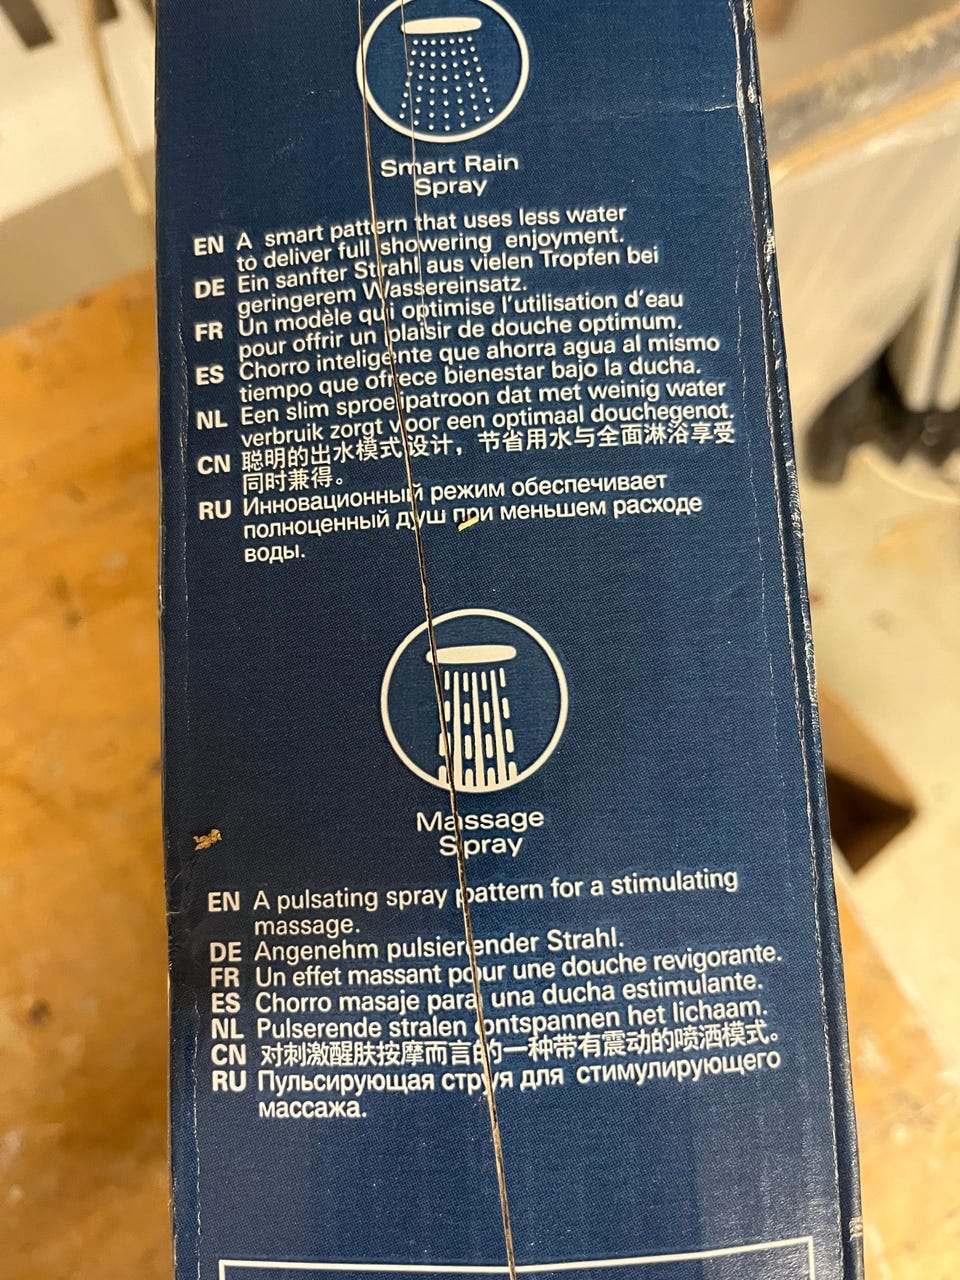 Smart Rain
Spray
EN A smart pattern that uses less water
to deliver full showering enjoyment.
DE Ein sanfter Strahl aus vielen Tropfen bei
geringerem Wassereinsatz.
FR Un modèle qui optimise l'utilisation d'eau
pour offrir un plaisir de douche optimum.
ES Chorro inteligente que ahorra agua al mismo
tiempo que ofrece bienestar bajo la ducha.
NL Een slim sproeipatroon dat met weinig water
verbruik zorgt voor een optimaal douchegenot.
CN 聪明的出水模式设计，节省用水与全面淋浴享受
同时兼得。
RU Инновационный режим обеспечивает
полноценный душ при меньшем расходе
воды.
Massage
Spray
EN A pulsating spray pattern for a stimulating
massage.
DE Angenehm pulsierender Strahl.
FR Un effet massant pour une douche revigorante.
ES Chorro masaje para una ducha estimulante.
NL Pulserende stralen ontspannen het lichaam.
CN 对刺激醒肤按摩而言的一种带有震动的喷洒模式。
RU Пульсирующая струя для стимулирующего
массажа.